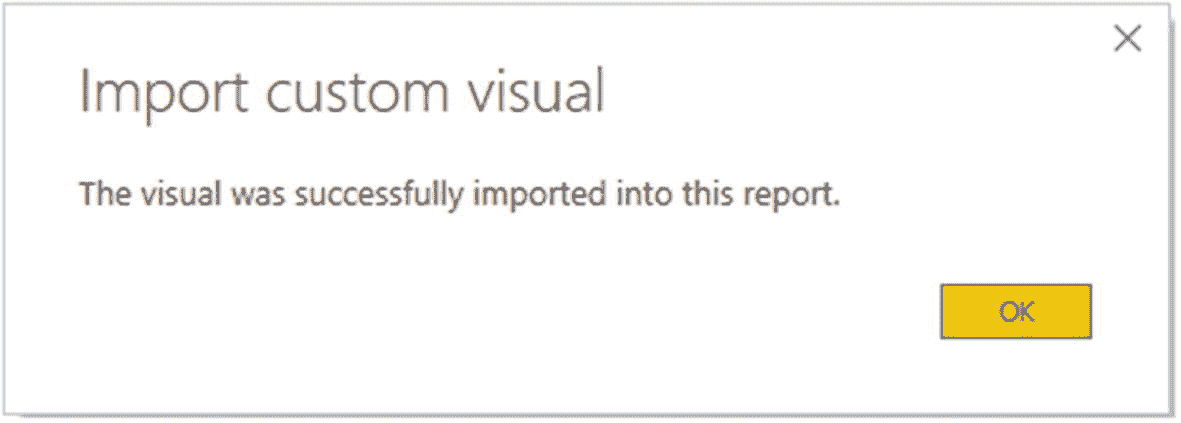 Import custom visual
The visual was successfully imported into this report.
OK